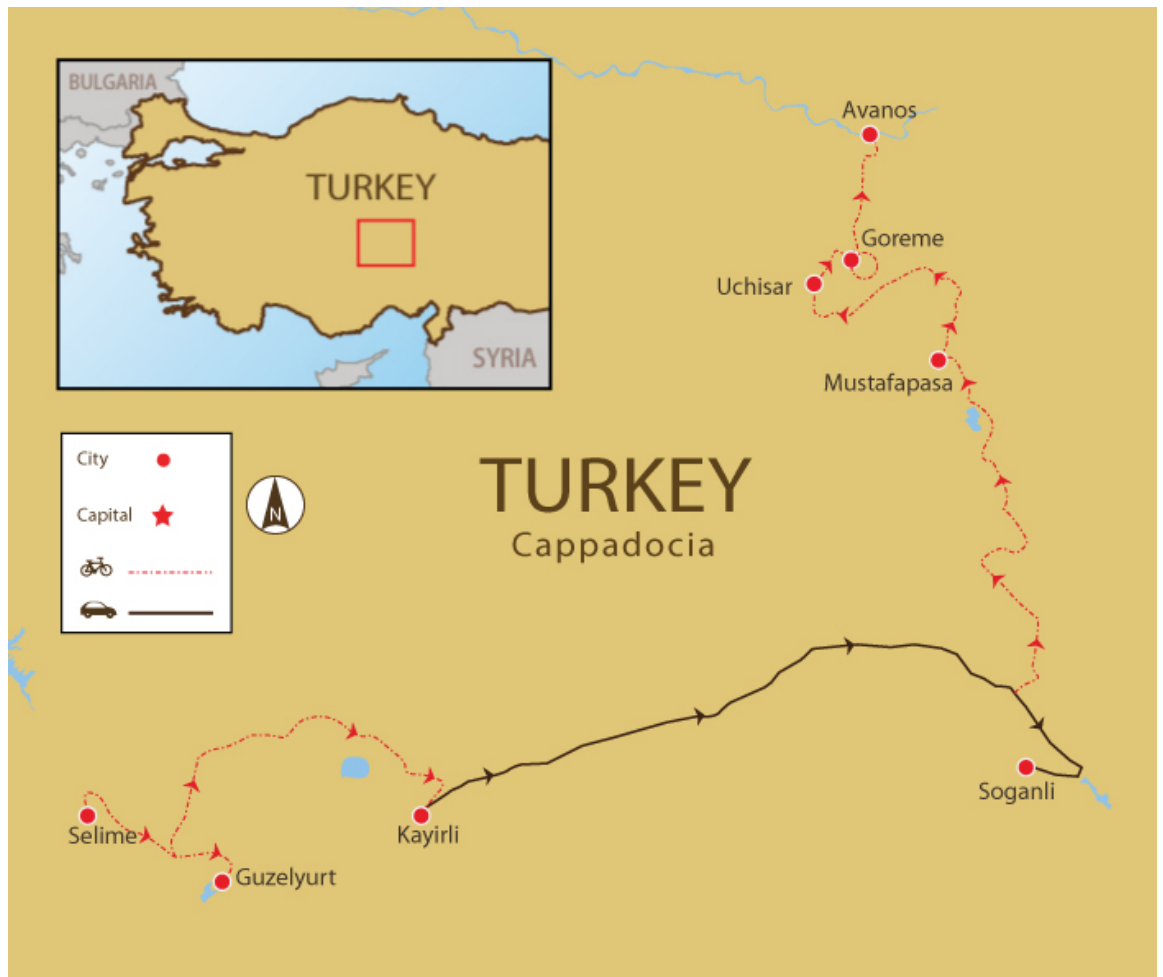 BULGARIA
TURKEY
SYRIA
Avanos
Goreme
Uchisar
Mustafapasa
City
Capital
N
TURKEY
Cappadocia
Soganli
Selime
Kayirli
Guzelyurt